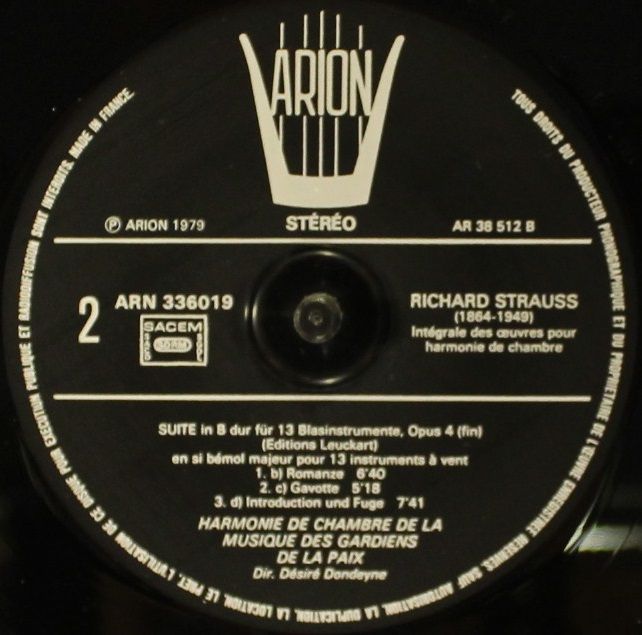 ARION
℗ ARION 1979
STÉRÉO
AR 38 512 B
2
ARN 336019
SACEM
SDRM
RICHARD STRAUSS
(1864-1949)
Intégrale des œuvres pour
harmonie de chambre
SUITE in B dur für 13 Blasinstrumente, Opus 4 (fin)
(Editions Leuckart)
en si bémol majeur pour 13 instruments à vent
1. b) Romanze 6'40
2. c) Gavotte 5'18
3. d) Introduction und Fuge 7'41
HARMONIE DE CHAMBRE DE LA
MUSIQUE DES GARDIENS
DE LA PAIX
Dir. Désiré Dondeyne
TOUS DROITS DU PRODUCTEUR PHONOGRAPHIQUE ET DU PROPRIETAIRE DE L'ŒUVRE ENREGISTREE RESERVES. SAUF AUTORISATION, LA DUPLICATION, LA LOCATION, LE PRET, L'UTILISATION DE CE DISQUE POUR EXECUTION PUBLIQUE ET RADIODIFFUSION SONT INTERDITS. MADE IN FRANCE.